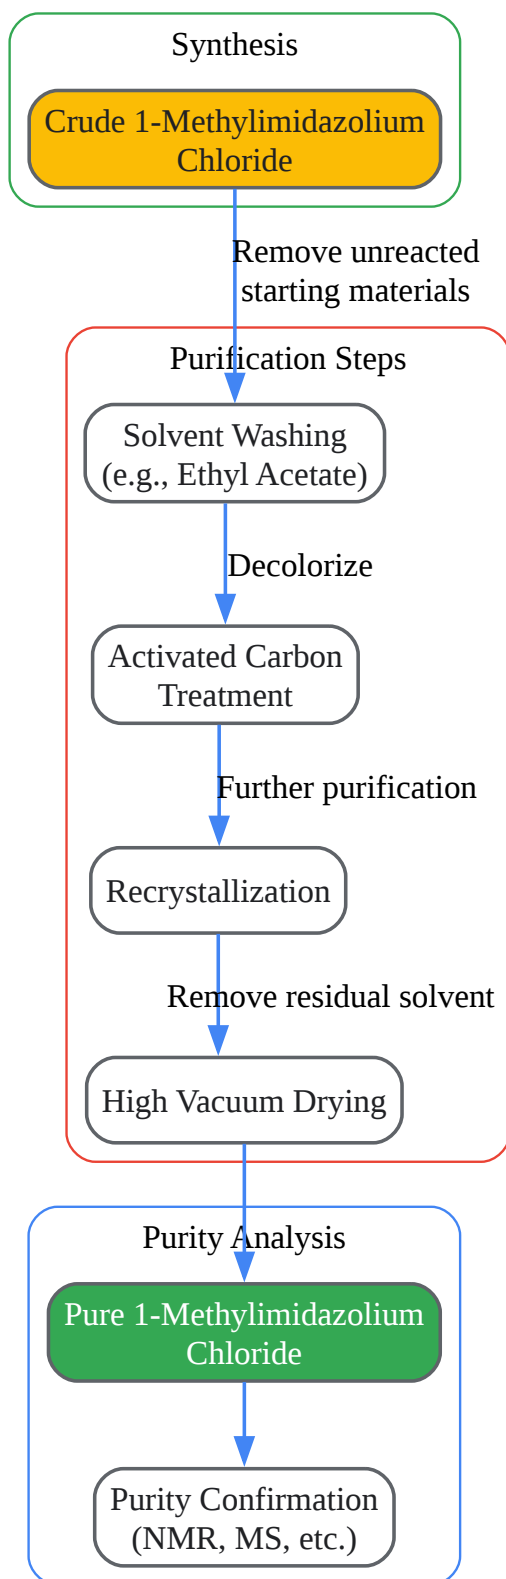 Synthesis
Crude 1-Methylimidazolium
Chloride
Remove unreacted
starting materials
Purification Steps
Solvent Washing
(e.g., Ethyl Acetate)
Decolorize
Activated Carbon
Treatment
Further purification
Recrystallization
Remove residual solvent
High Vacuum Drying
Purity Analysis
Pure 1-Methylimidazolium
Chloride
Purity Confirmation
(NMR, MS, etc.)